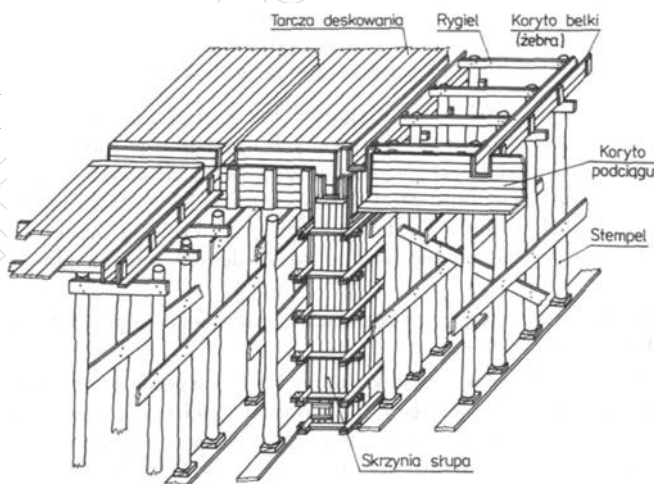 Tarcza deskowania
Rygiel
Koryto belki
(żebra)
Koryto
podciągu
Stempel
Skrzynia słupa